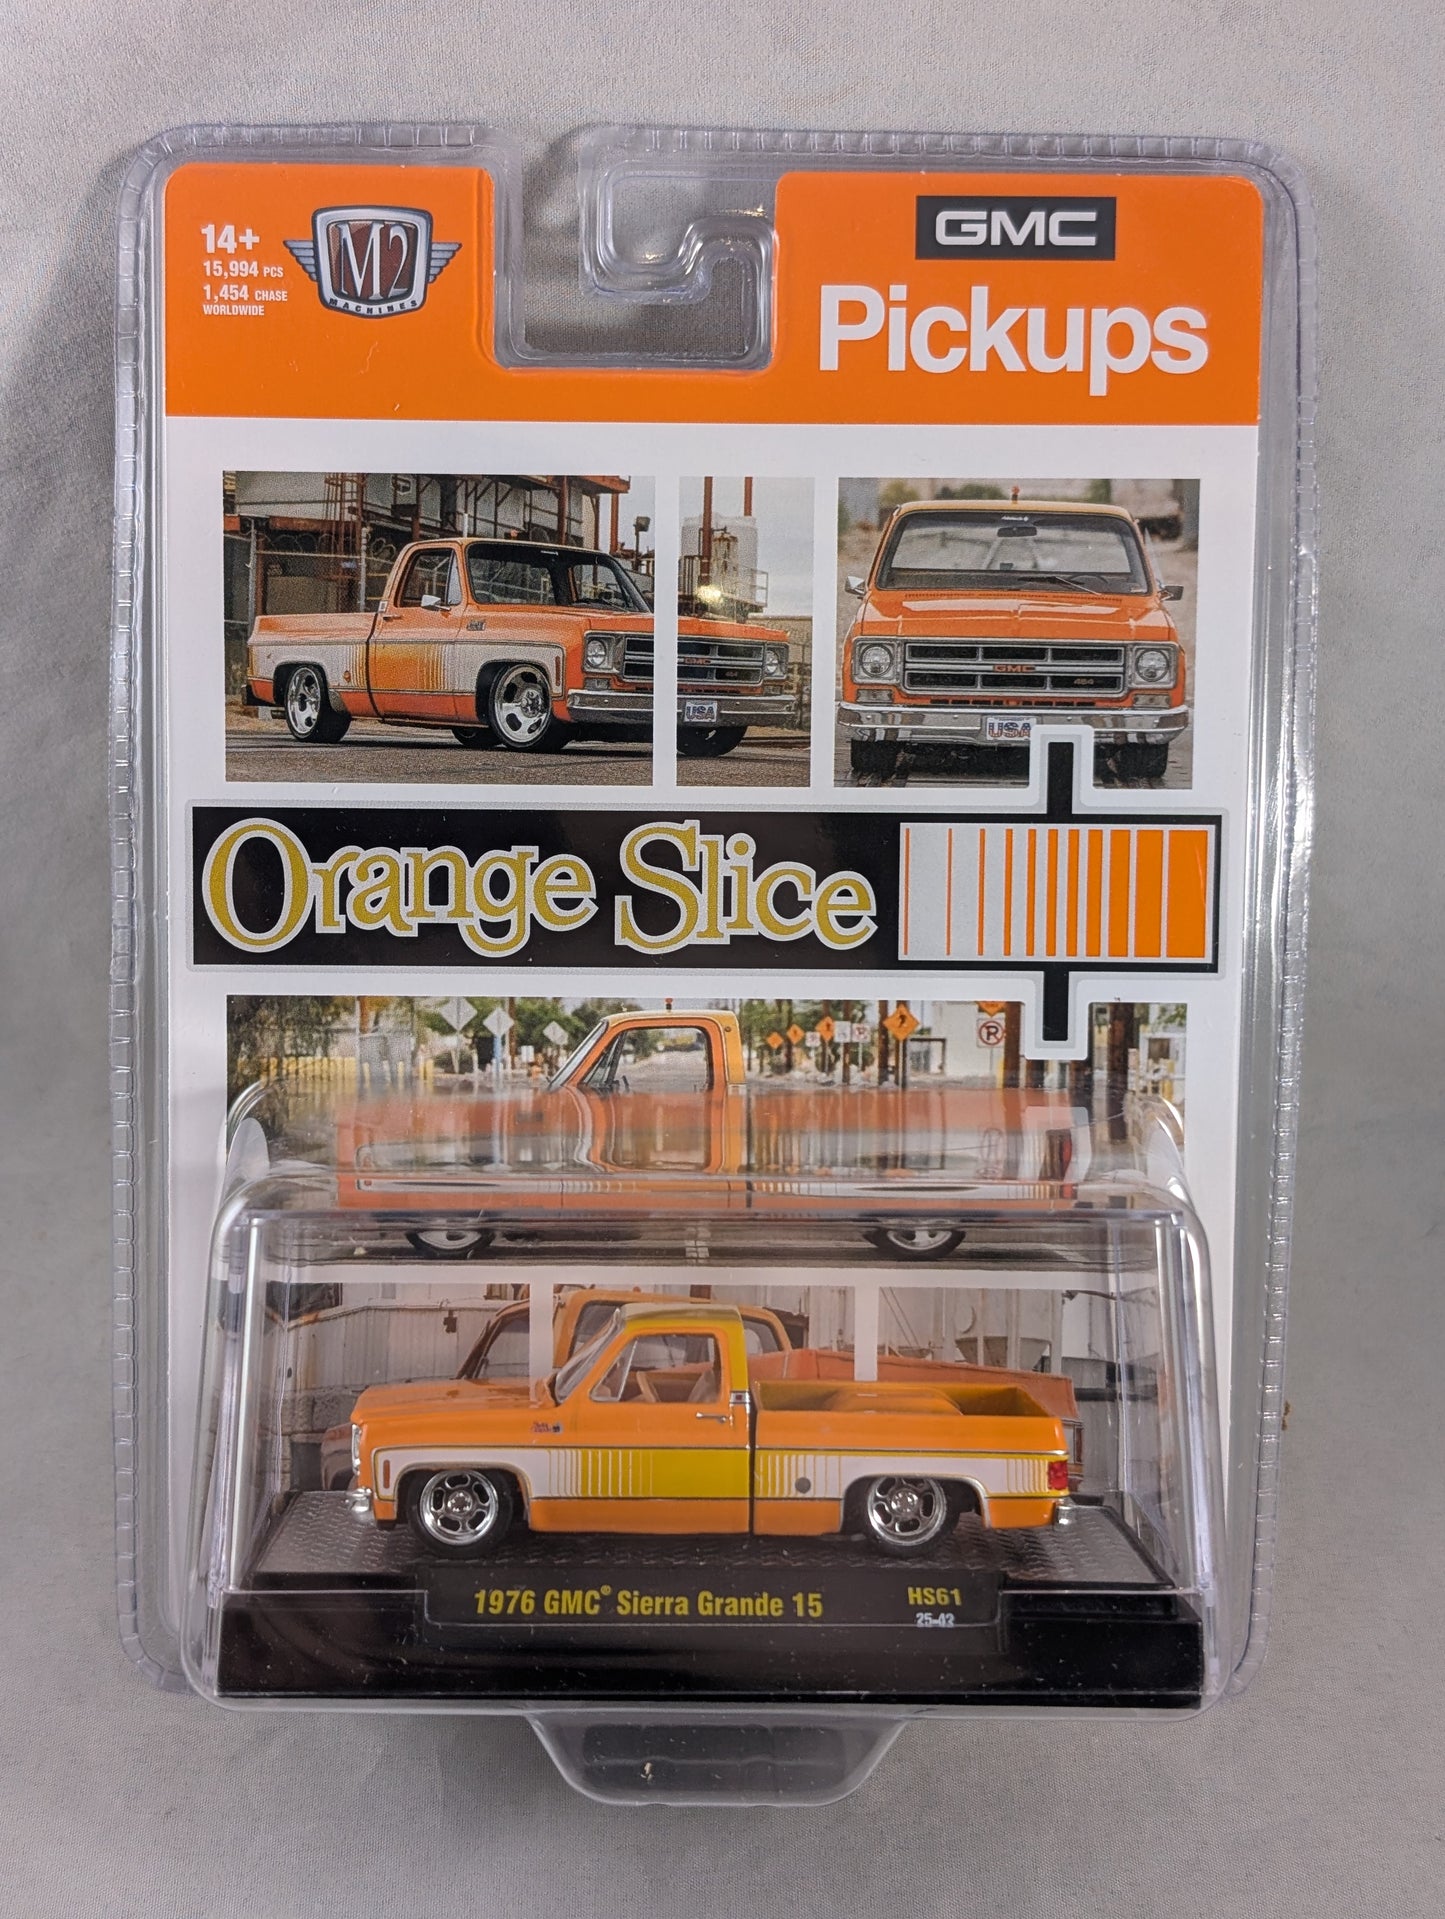 14+
15,994 PCS
1,454 CHASE
WORLDWIDE
M2
MACHINES
GMC
Pickups
GMC
454
USA
GMC
454
USA
Orange Slice
P
1976 GMC® Sierra Grande 15
HS61
25-03